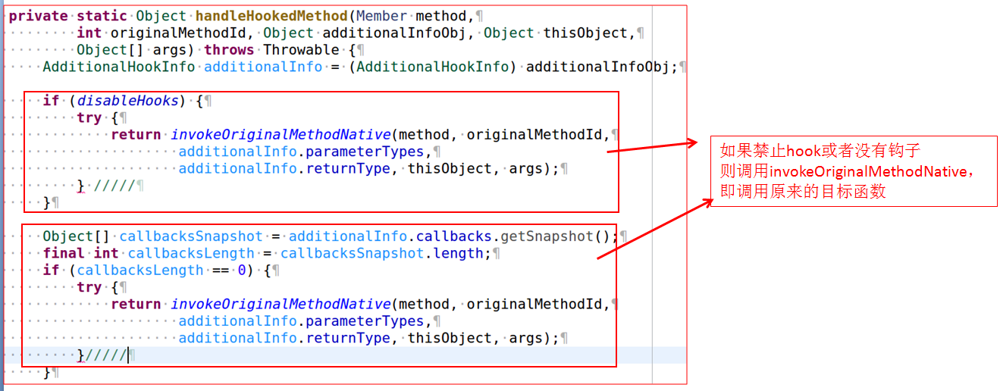 private static Object handleHookedMethod(Member method,¶
int originalMethodId, Object additionalInfoObj, Object thisObject,¶
Object[] args) throws Throwable {¶
AdditionalHookInfo additionalInfo = (AdditionalHookInfo) additionalInfoObj;¶
if (disableHooks) {¶
try {¶
return invokeOriginalMethodNative(method, originalMethodId,¶
additionalInfo.parameterTypes,¶
additionalInfo.returnType, thisObject, args);¶
} /////¶
}¶
Object[] callbacksSnapshot = additionalInfo.callbacks.getSnapshot();¶
final int callbacksLength = callbacksSnapshot.length;¶
if (callbacksLength == 0) {¶
try {¶
return invokeOriginalMethodNative(method, originalMethodId,¶
additionalInfo.parameterTypes,¶
additionalInfo.returnType, thisObject, args);¶
}/////¶
}¶
如果禁止hook或者没有钩子
则调用invokeOriginalMethodNative，
即调用原来的目标函数